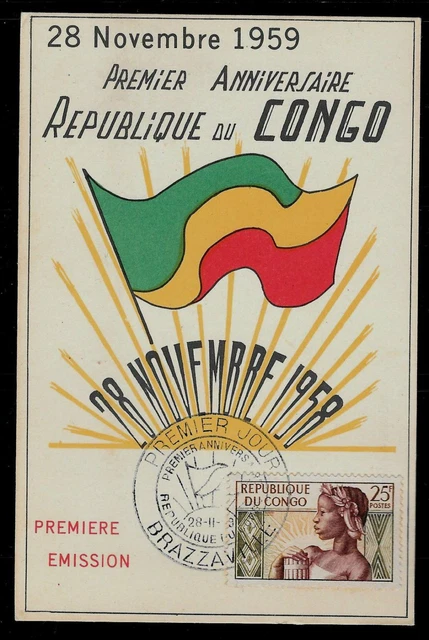 28 Novembre 1959
PREMIER ANNIVERSAIRE
REPUBLIQUE DU CONGO
28 NOVEMBRE 1958
PREMIER JOUR
PREMIER ANNIVERS
REPUBLIQUE
28-11-
BRAZZAVILLE
REPUBLIQUE
DU CONGO
25F
POSTES
PREMIERE
EMISSION